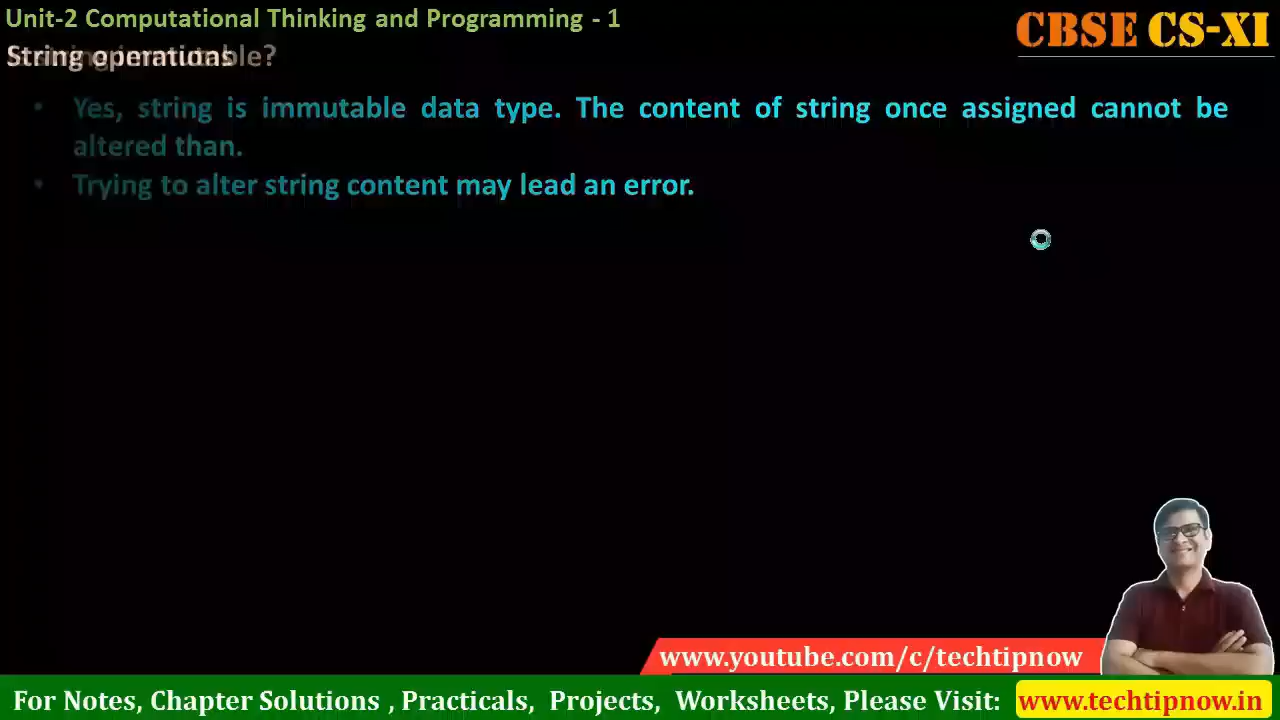 Unit-2 Computational Thinking and Programming - 1
CBSE CS-XI
String operations
• Yes, string is immutable data type. The content of string once assigned cannot be
altered than.
• Trying to alter string content may lead an error.
www.youtube.com/c/techtipnow
For Notes, Chapter Solutions , Practicals, Projects, Worksheets, Please Visit: www.techtipnow.in